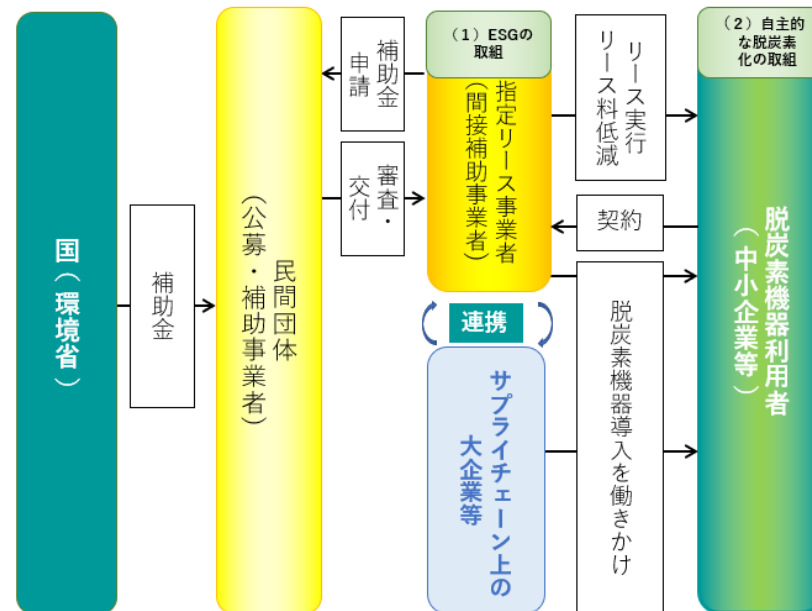 国（環境省）
補助金
民間団体
（公募・補助事業者）
補助金
申請
審査・
交付
（１）ESGの
取組
指定リース事業者
（間接補助事業者）
連携
サプライチェーン上の
大企業等
リース実行
リース料低減
契約
脱炭素機器導入を働きかけ
（２）自主的
な脱炭素
化の取組
脱炭素機器利用者
（中小企業等）